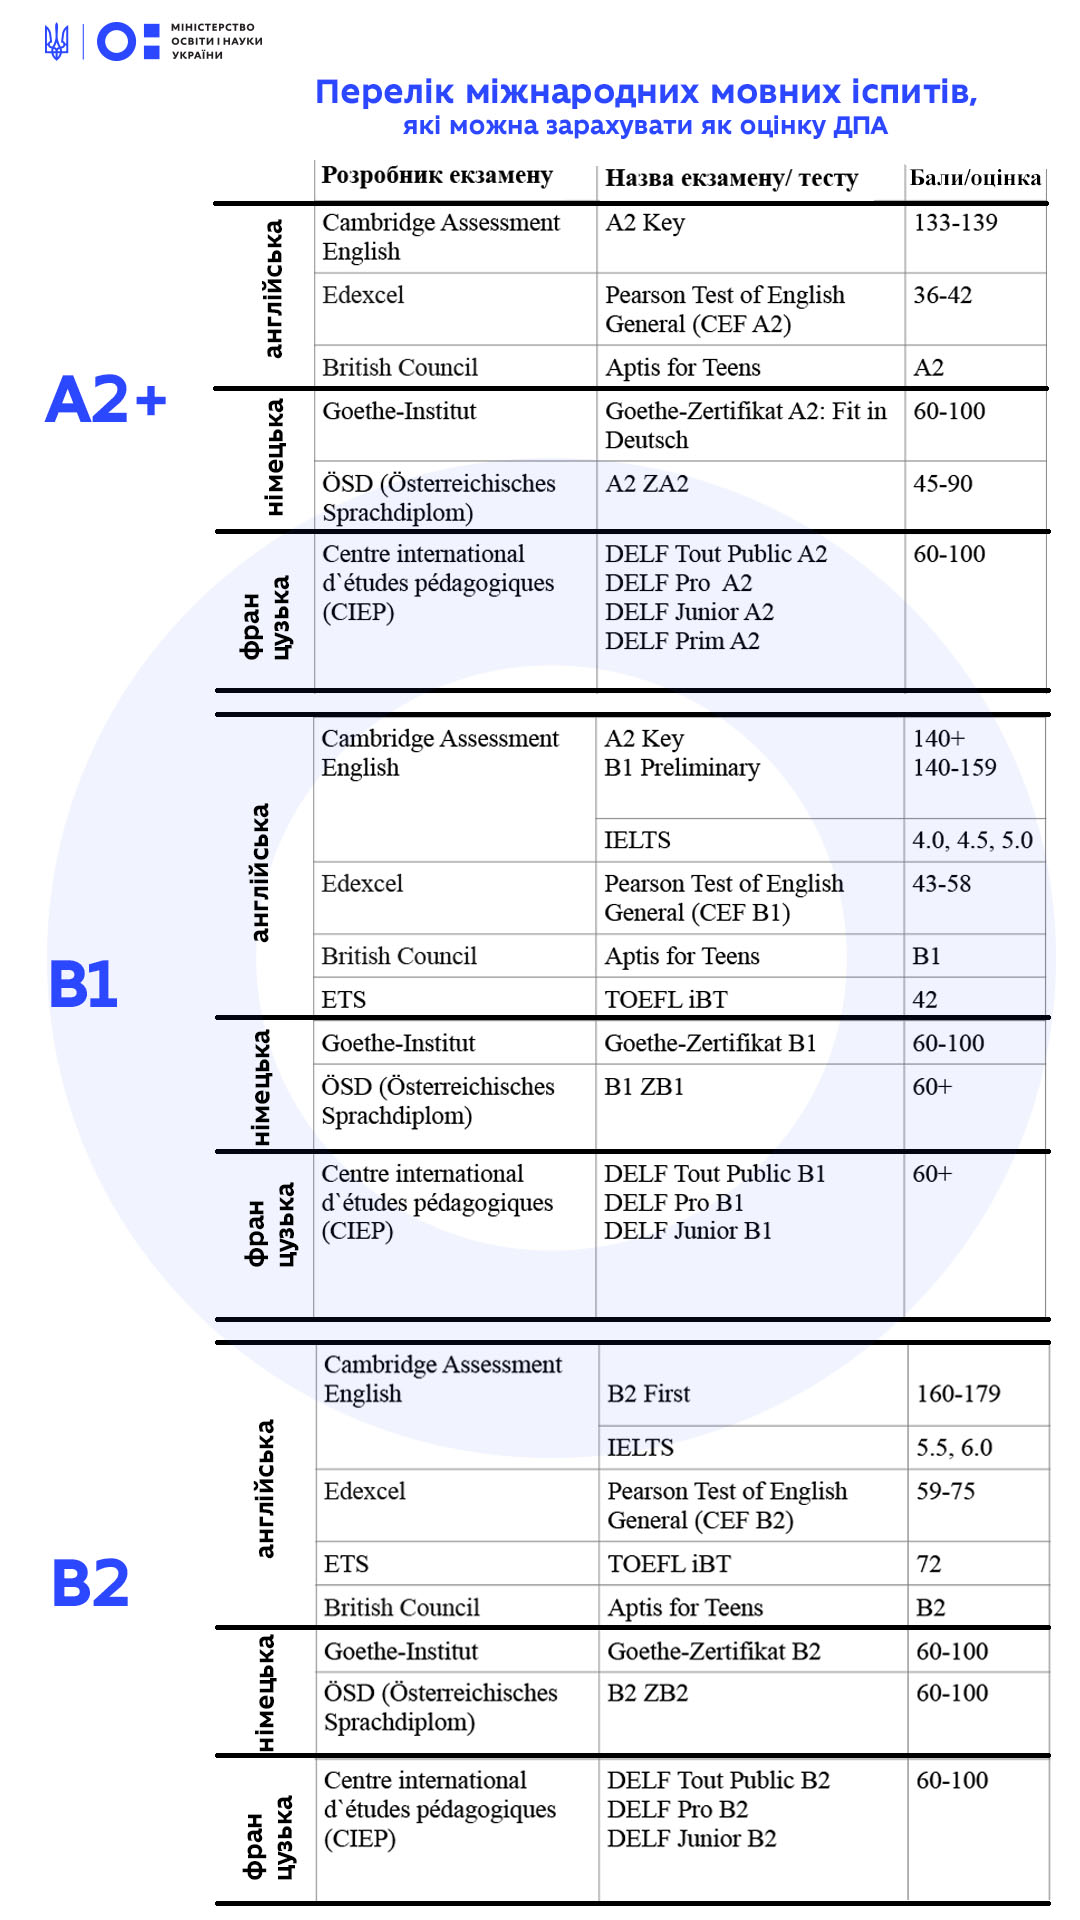 МІНІСТЕРСТВО
ОСВІТИ І НАУКИ
УКРАЇНИ
Перелік міжнародних мовних іспитів,
які можна зарахувати як оцінку ДПА
Розробник екзамену Назва екзамену/ тесту Бали/оцінка
A2+
англійська
Cambridge Assessment A2 Key 133-139
English
Edexcel Pearson Test of English 36-42
General (CEF A2)
British Council Aptis for Teens A2
німецька
Goethe-Institut Goethe-Zertifikat A2: Fit in 60-100
Deutsch
ÖSD (Österreichisches A2 ZA2 45-90
Sprachdiplom)
фран
цузька
Centre international DELF Tout Public A2 60-100
d`études pédagogiques DELF Pro A2
(CIEP) DELF Junior A2
DELF Prim A2
B1
англійська
Cambridge Assessment A2 Key 140+
English B1 Preliminary 140-159
IELTS 4.0, 4.5, 5.0
Edexcel Pearson Test of English 43-58
General (CEF B1)
British Council Aptis for Teens B1
ETS TOEFL iBT 42
німецька
Goethe-Institut Goethe-Zertifikat B1 60-100
ÖSD (Österreichisches B1 ZB1 60+
Sprachdiplom)
фран
цузька
Centre international DELF Tout Public B1 60+
d`études pédagogiques DELF Pro B1
(CIEP) DELF Junior B1
B2
англійська
Cambridge Assessment
English B2 First 160-179
IELTS 5.5, 6.0
Edexcel Pearson Test of English 59-75
General (CEF B2)
ETS TOEFL iBT 72
British Council Aptis for Teens B2
німецька
Goethe-Institut Goethe-Zertifikat B2 60-100
ÖSD (Österreichisches B2 ZB2 60-100
Sprachdiplom)
фран
цузька
Centre international DELF Tout Public B2 60-100
d`études pédagogiques DELF Pro B2
(CIEP) DELF Junior B2